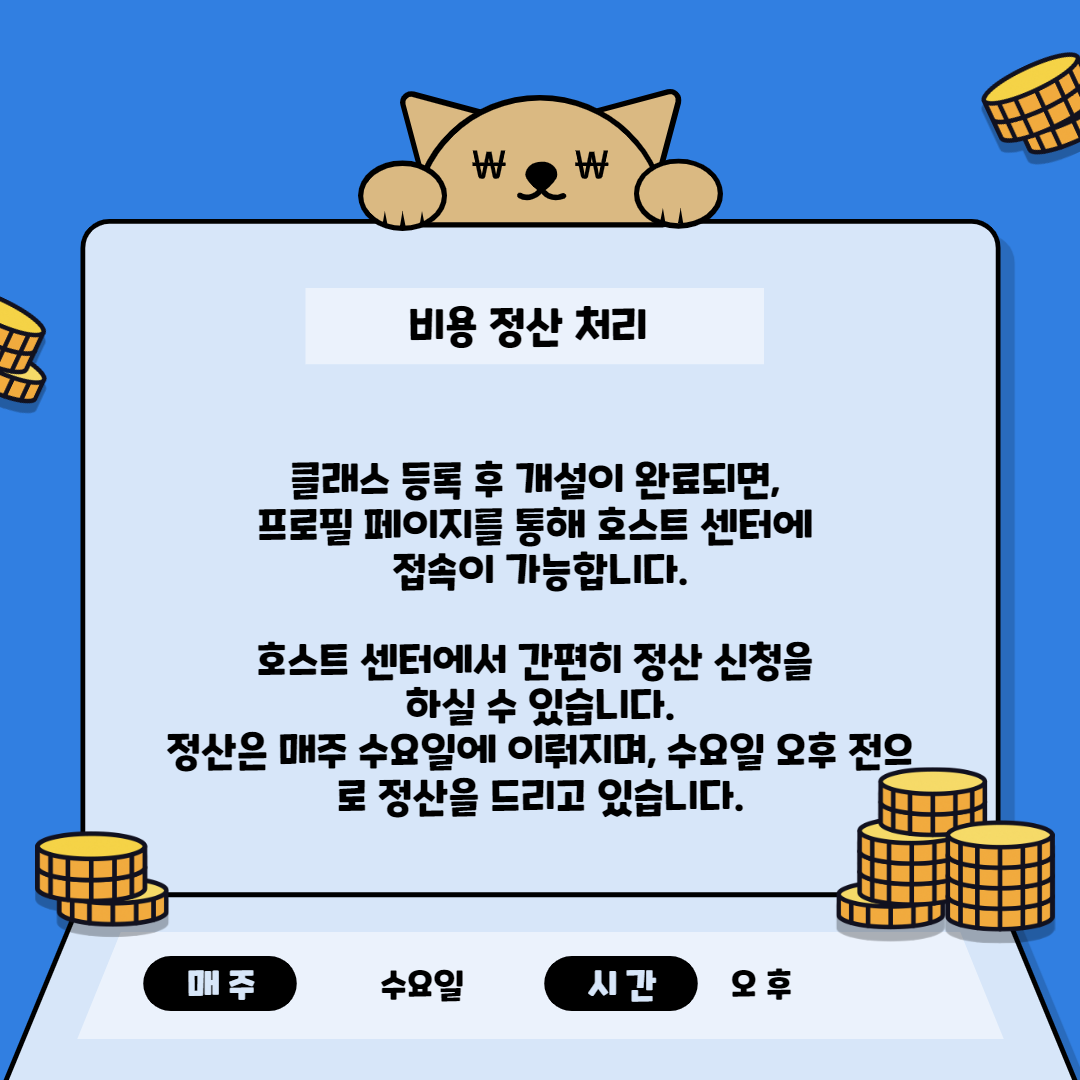 ₩ ₩
비용 정산 처리
클래스 등록 후 개설이 완료되면,
프로필 페이지를 통해 호스트 센터에
접속이 가능합니다.
호스트 센터에서 간편히 정산 신청을
하실 수 있습니다.
정산은 매주 수요일에 이뤄지며, 수요일 오후 전으
로 정산을 드리고 있습니다.
매 주 수요일 시 간 오 후